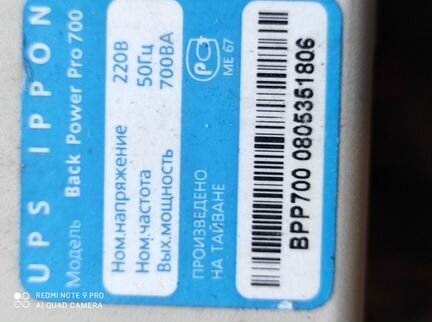 UPS IPPON
Модель Back Power Pro 700
Ном.напряжение 220В
Ном.частота 50Гц
Вых.мощность 700ВА
ПРОИЗВЕДЕНО
НА ТАЙВАНЕ
РС
МЕ 67
BPP700 0805351806
REDMI NOTE 9 PRO
AI QUAD CAMERA